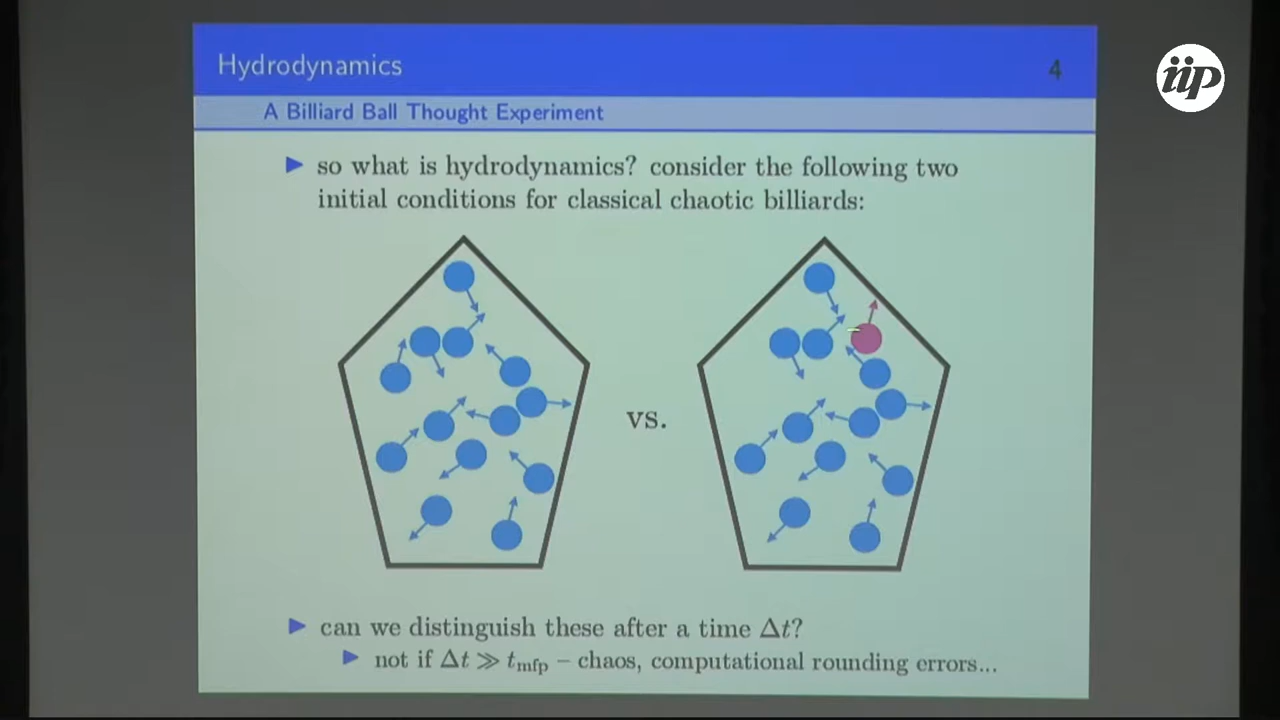 Hydrodynamics
4
iip
A Billiard Ball Thought Experiment
so what is hydrodynamics? consider the following two
initial conditions for classical chaotic billiards:
vs.
can we distinguish these after a time Δt?
not if Δt ≫ tmfp – chaos, computational rounding errors...